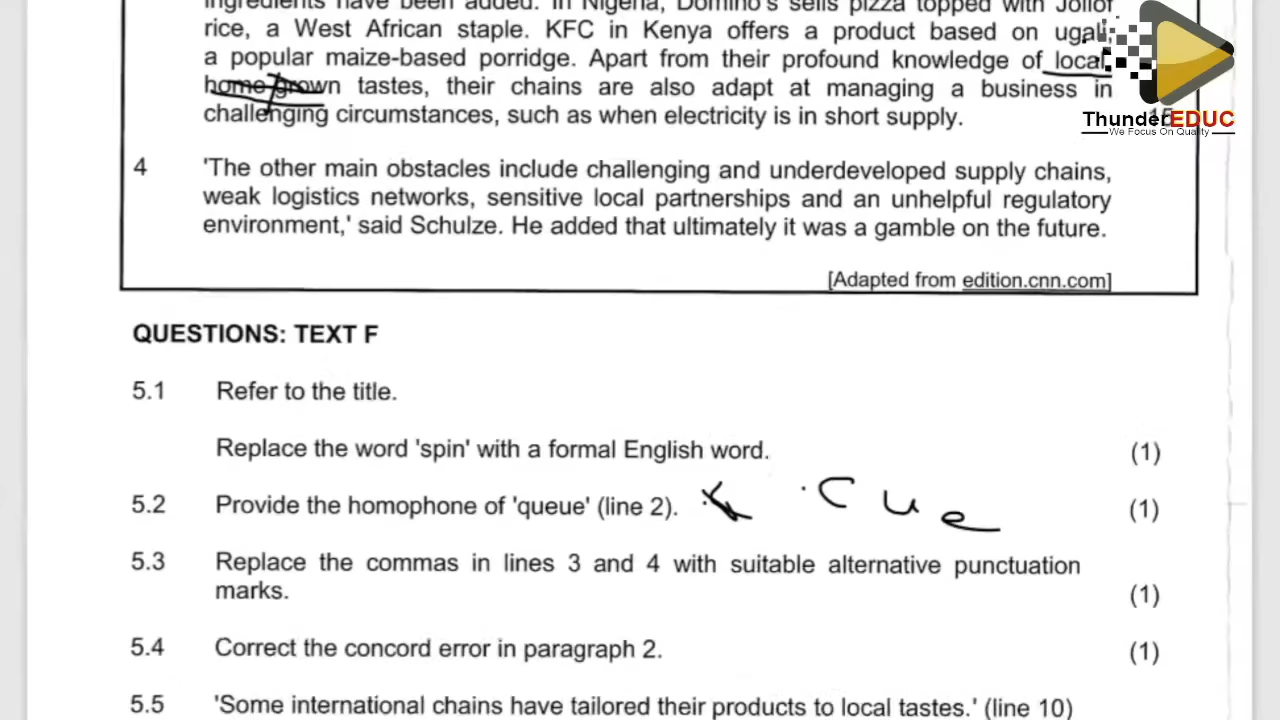 ingredients have been added. In Nigeria, Domino's sells pizza topped with Jollof
rice, a West African staple. KFC in Kenya offers a product based on ugali,
a popular maize-based porridge. Apart from their profound knowledge of local,
home-grown tastes, their chains are also adapt at managing a business in
challenging circumstances, such as when electricity is in short supply. 15
ThunderEDUC
We Focus On Quality
4 'The other main obstacles include challenging and underdeveloped supply chains,
weak logistics networks, sensitive local partnerships and an unhelpful regulatory
environment,' said Schulze. He added that ultimately it was a gamble on the future.
[Adapted from edition.cnn.com]
QUESTIONS: TEXT F
5.1 Refer to the title.
Replace the word 'spin' with a formal English word. (1)
5.2 Provide the homophone of 'queue' (line 2). Cue (1)
5.3 Replace the commas in lines 3 and 4 with suitable alternative punctuation
marks. (1)
5.4 Correct the concord error in paragraph 2. (1)
5.5 'Some international chains have tailored their products to local tastes.' (line 10)